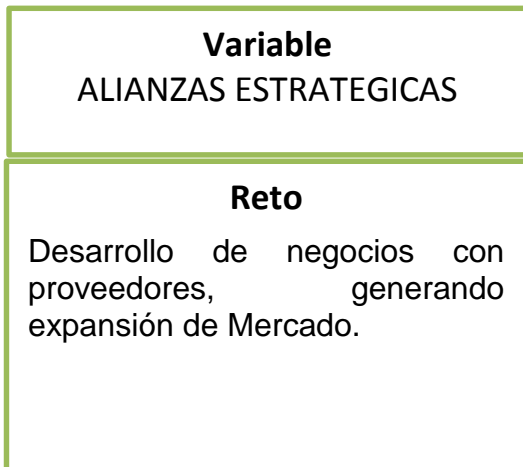 Variable
ALIANZAS ESTRATEGICAS
Reto
Desarrollo de negocios con
proveedores, generando
expansión de Mercado.